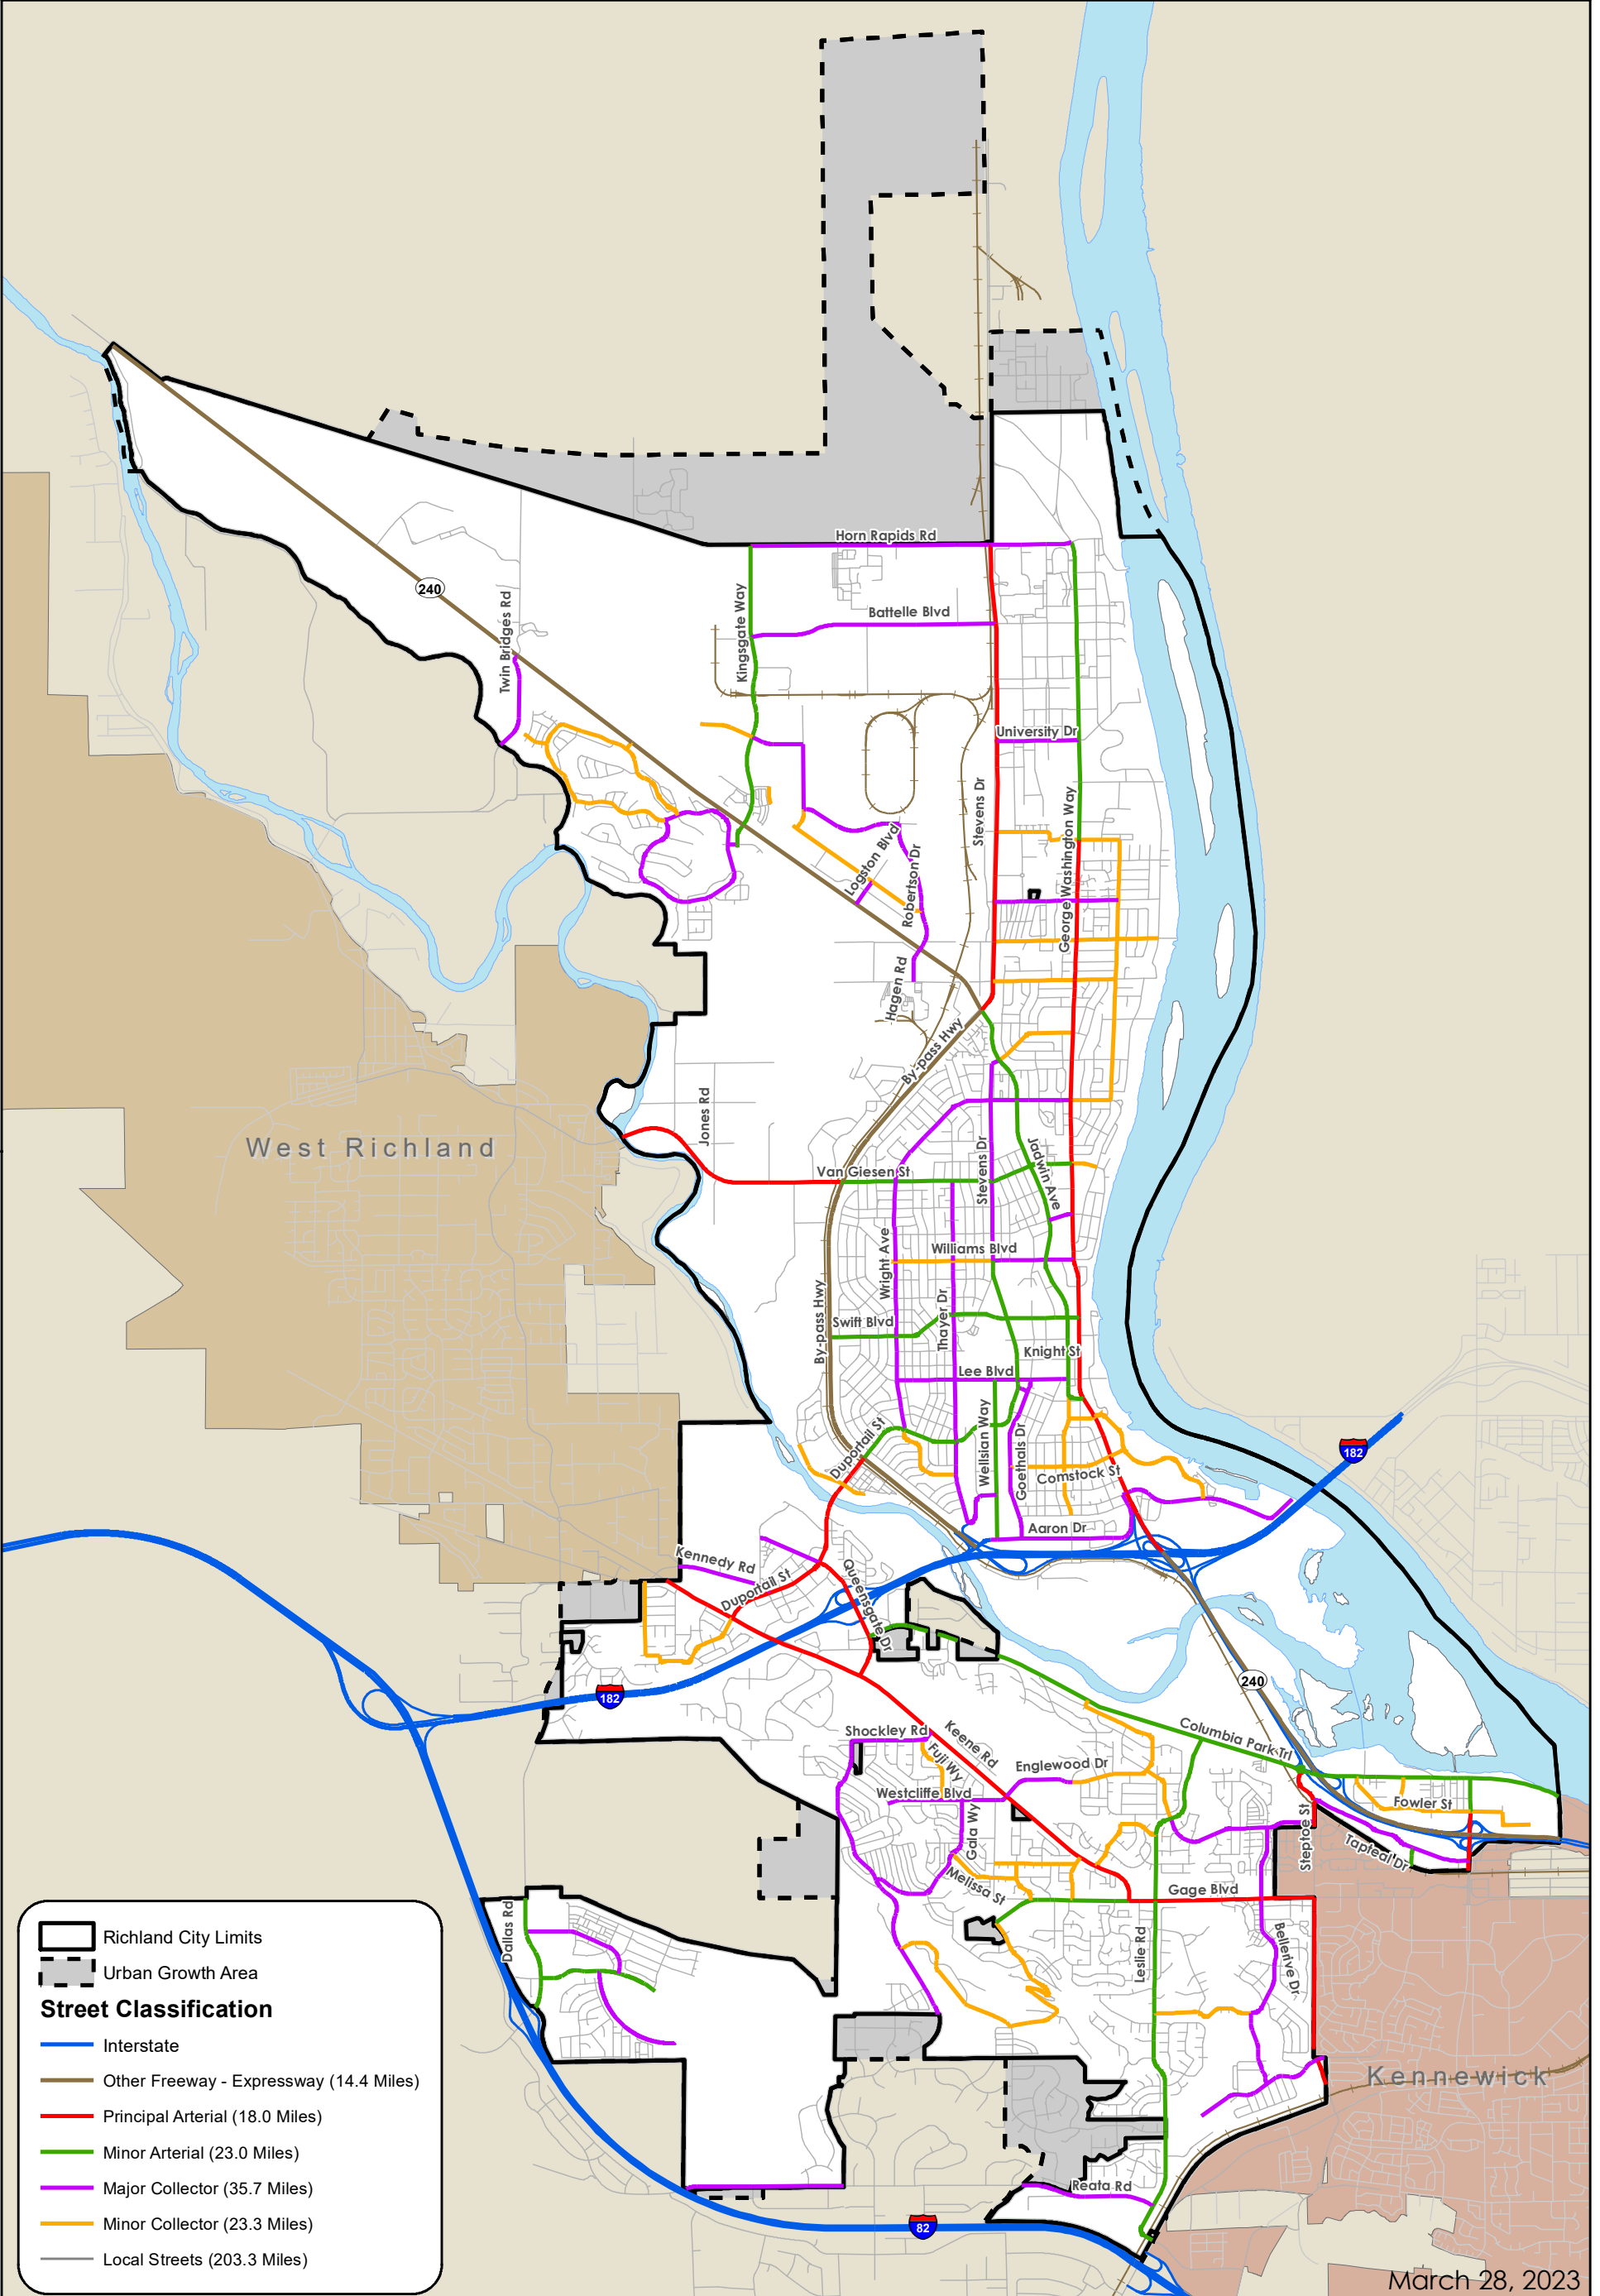 Horn Rapids Rd
240
Twin Bridges Rd
Kingsgate Way
Battelle Blvd
University Dr
Stevens Dr
George Washington Way
Logston Blvd
Robertson Dr
Hagen Rd
By-pass Hwy
Jones Rd
West Richland
Van Giesen St
Stevens Dr
Jadwin Ave
Wright Ave
Williams Blvd
By-pass Hwy
Swift Blvd
Thayer Dr
Knight St
Lee Blvd
Duportail St
Wellsian Way
Goethals Dr
Comstock St
182
Aaron Dr
Kennedy Rd
Duportail St
Queensgate Dr
182
240
Shockley Rd
Keene Rd
Fuji Wy
Englewood Dr
Columbia Park Trl
Westcliffe Blvd
Gala Wy
Fowler St
Steptoe St
Tapteal Dr
Melissa St
Gage Blvd
Dallas Rd
Leslie Rd
Bellerive Dr
Kennewick
Reata Rd
82
Richland City Limits
Urban Growth Area
Street Classification
Interstate
Other Freeway - Expressway (14.4 Miles)
Principal Arterial (18.0 Miles)
Minor Arterial (23.0 Miles)
Major Collector (35.7 Miles)
Minor Collector (23.3 Miles)
Local Streets (203.3 Miles)
March 28, 2023